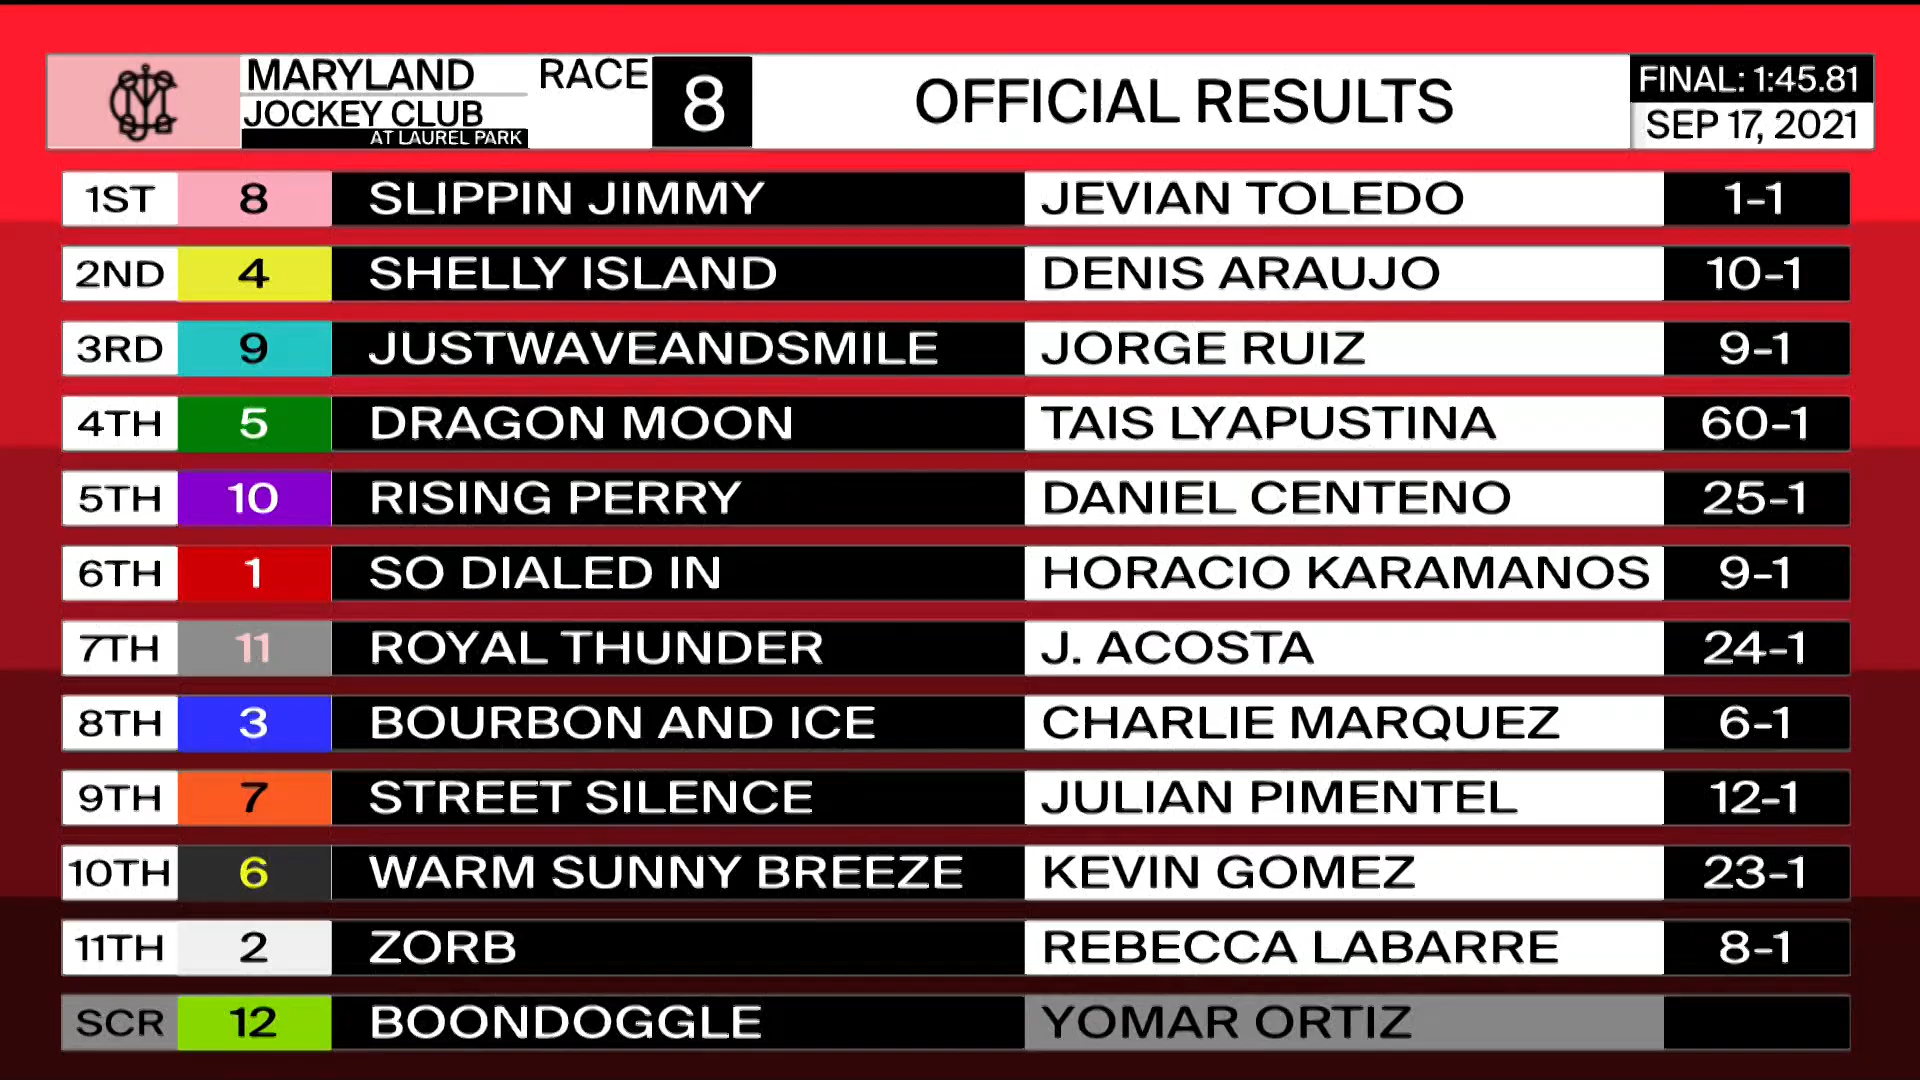 MARYLAND
JOCKEY CLUB
AT LAUREL PARK
RACE 8
OFFICIAL RESULTS
FINAL: 1:45.81
SEP 17, 2021
1ST 8 SLIPPIN JIMMY JEVIAN TOLEDO 1-1
2ND 4 SHELLY ISLAND DENIS ARAUJO 10-1
3RD 9 JUSTWAVEANDSMILE JORGE RUIZ 9-1
4TH 5 DRAGON MOON TAIS LYAPUSTINA 60-1
5TH 10 RISING PERRY DANIEL CENTENO 25-1
6TH 1 SO DIALED IN HORACIO KARAMANOS 9-1
7TH 11 ROYAL THUNDER J. ACOSTA 24-1
8TH 3 BOURBON AND ICE CHARLIE MARQUEZ 6-1
9TH 7 STREET SILENCE JULIAN PIMENTEL 12-1
10TH 6 WARM SUNNY BREEZE KEVIN GOMEZ 23-1
11TH 2 ZORB REBECCA LABARRE 8-1
SCR 12 BOONDOGGLE YOMAR ORTIZ